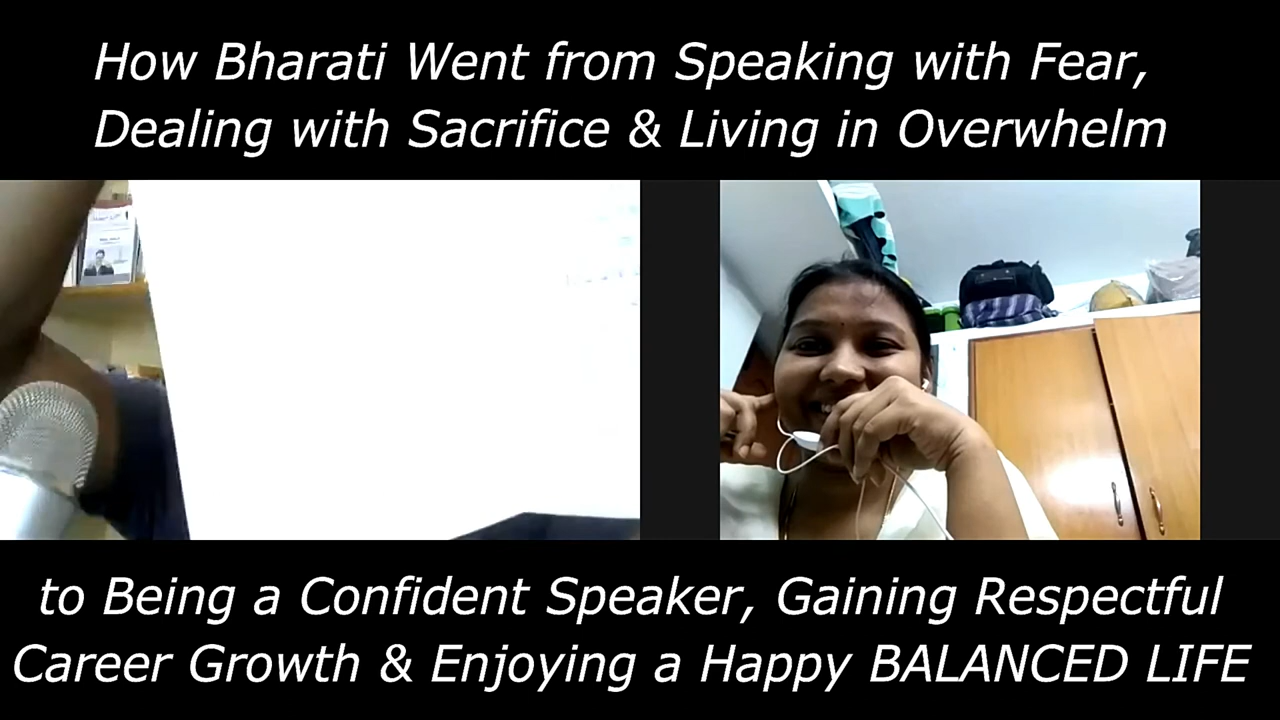 How Bharati Went from Speaking with Fear,
Dealing with Sacrifice & Living in Overwhelm
to Being a Confident Speaker, Gaining Respectful
Career Growth & Enjoying a Happy BALANCED LIFE